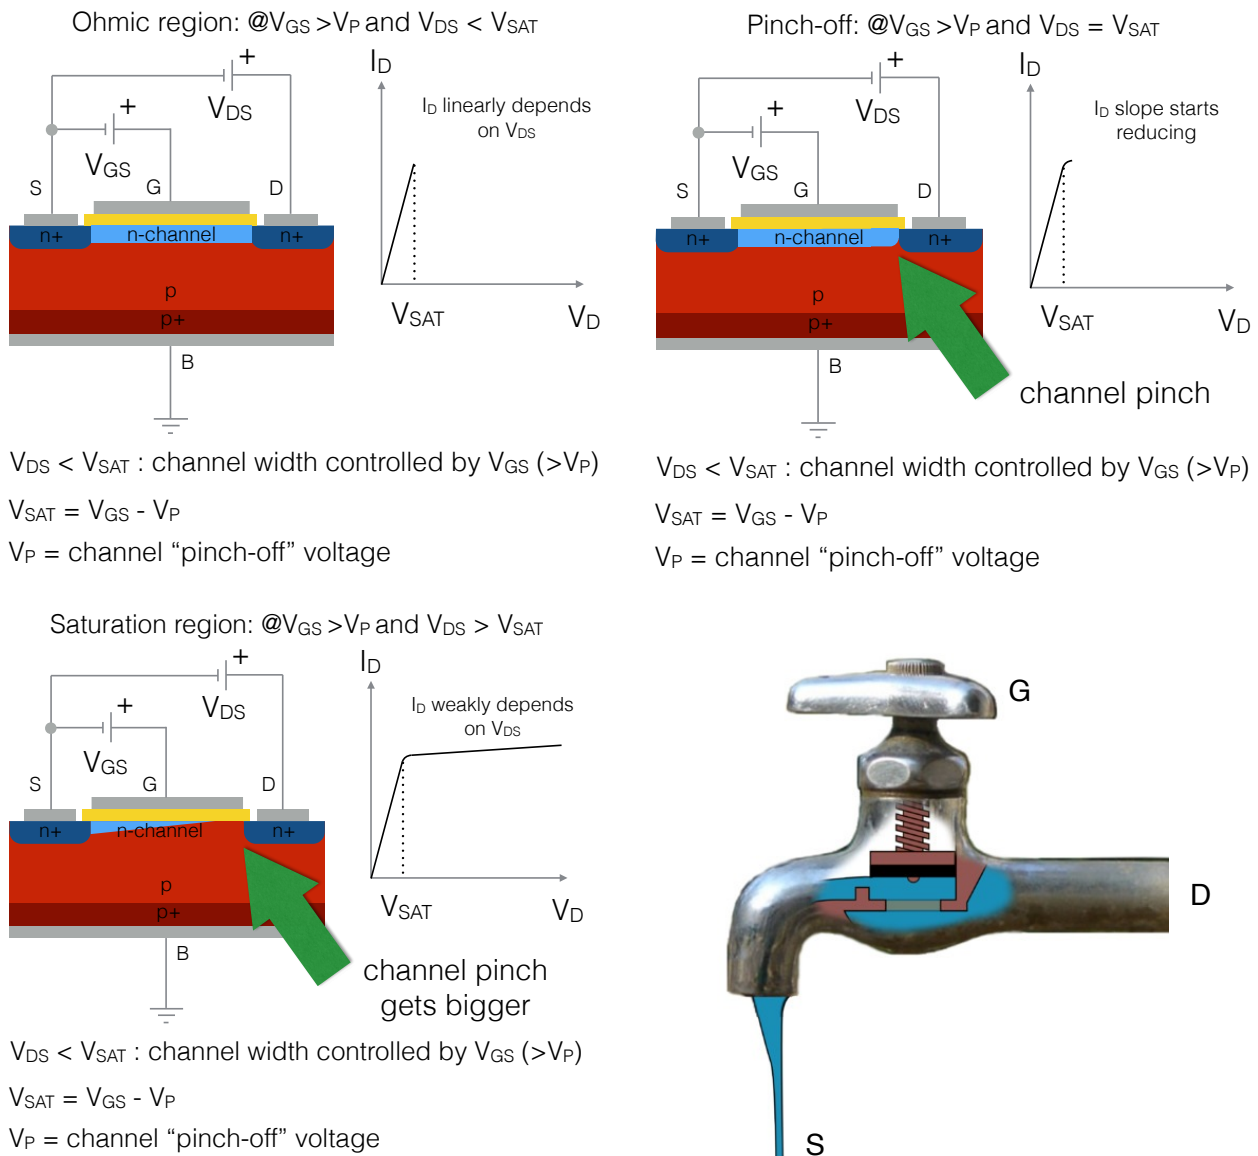 Ohmic region: @VGS >VP and VDS < VSAT
+
VDS
+
VGS
S
G
D
n+
n-channel
n+
p
p+
B
ID
ID linearly depends
on VDS
VSAT
VD
VDS < VSAT : channel width controlled by VGS (>VP)
VSAT = VGS - VP
VP = channel “pinch-off” voltage
Pinch-off: @VGS >VP and VDS = VSAT
+
VDS
+
VGS
S
G
D
n+
n-channel
n+
p
p+
B
channel pinch
ID
ID slope starts
reducing
VSAT
VD
VDS < VSAT : channel width controlled by VGS (>VP)
VSAT = VGS - VP
VP = channel “pinch-off” voltage
Saturation region: @VGS >VP and VDS > VSAT
+
VDS
+
VGS
S
G
D
n+
n-channel
n+
p
p+
B
channel pinch
gets bigger
ID
ID weakly depends
on VDS
VSAT
VD
VDS < VSAT : channel width controlled by VGS (>VP)
VSAT = VGS - VP
VP = channel “pinch-off” voltage
G
D
S